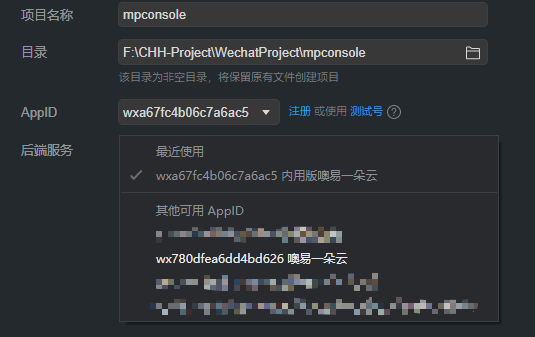 项目名称 mpconsole
目录 F:\CHH-Project\WechatProject\mpconsole
该目录为非空目录，将保留原有文件创建项目
AppID wxa67fc4b06c7a6ac5 注册 或使用 测试号 ?
后端服务
最近使用
wxa67fc4b06c7a6ac5 内用版噢易一朵云
其他可用 AppID
wx780dfea6dd4bd626 噢易一朵云